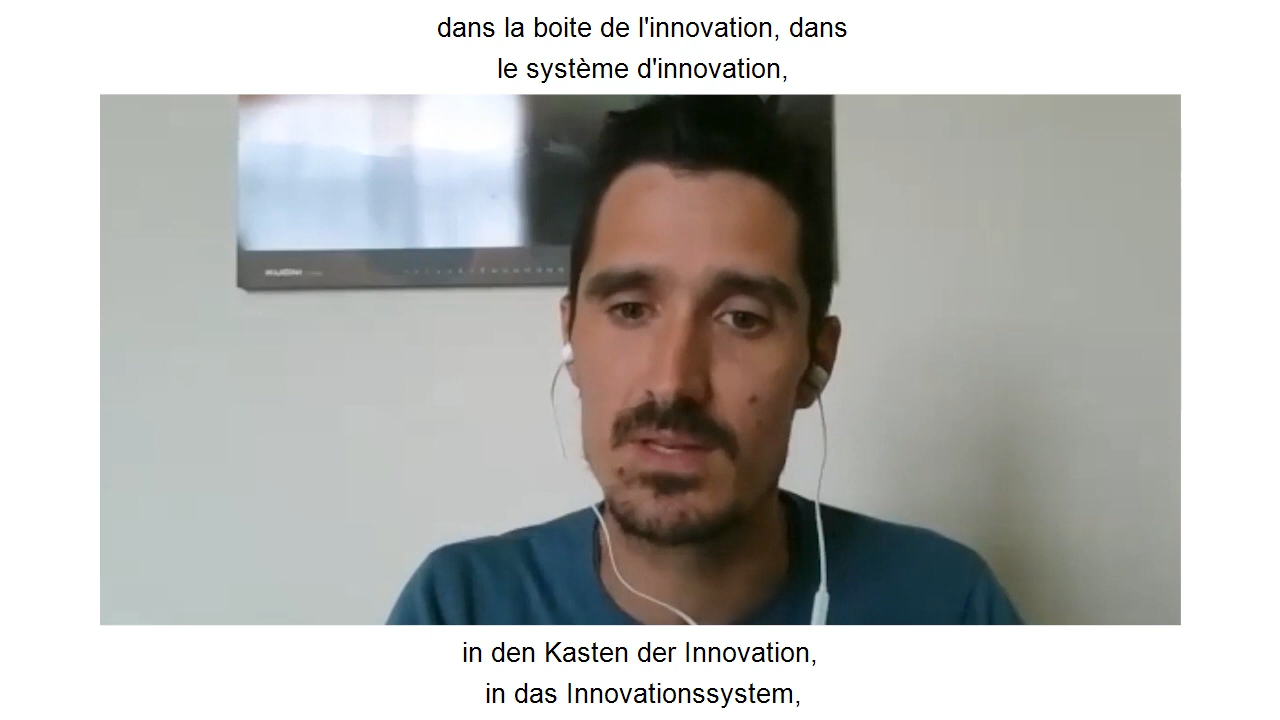 dans la boite de l'innovation, dans
le système d'innovation,
in den Kasten der Innovation,
in das Innovationssystem,